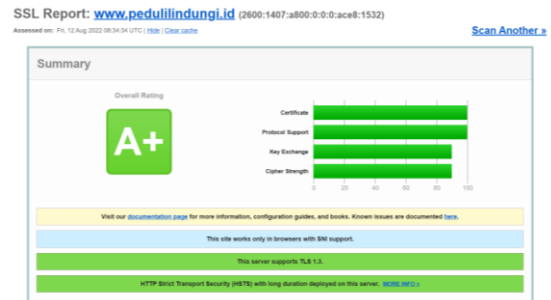 SSL Report: www.pedulilindungi.id (2600:1407:a800:0:0:0:ace8:1532)
Assessed on: Fri, 12 Aug 2022 08:34:34 UTC | Hide | Clear cache
Scan Another »
Summary
Overall Rating
A+
Certificate
Protocol Support
Key Exchange
Cipher Strength
0 20 40 60 80 100
Visit our documentation page for more information, configuration guides, and books. Known issues are documented here.
This site works only in browsers with SNI support.
This server supports TLS 1.3.
HTTP Strict Transport Security (HSTS) with long duration deployed on this server. MORE INFO »